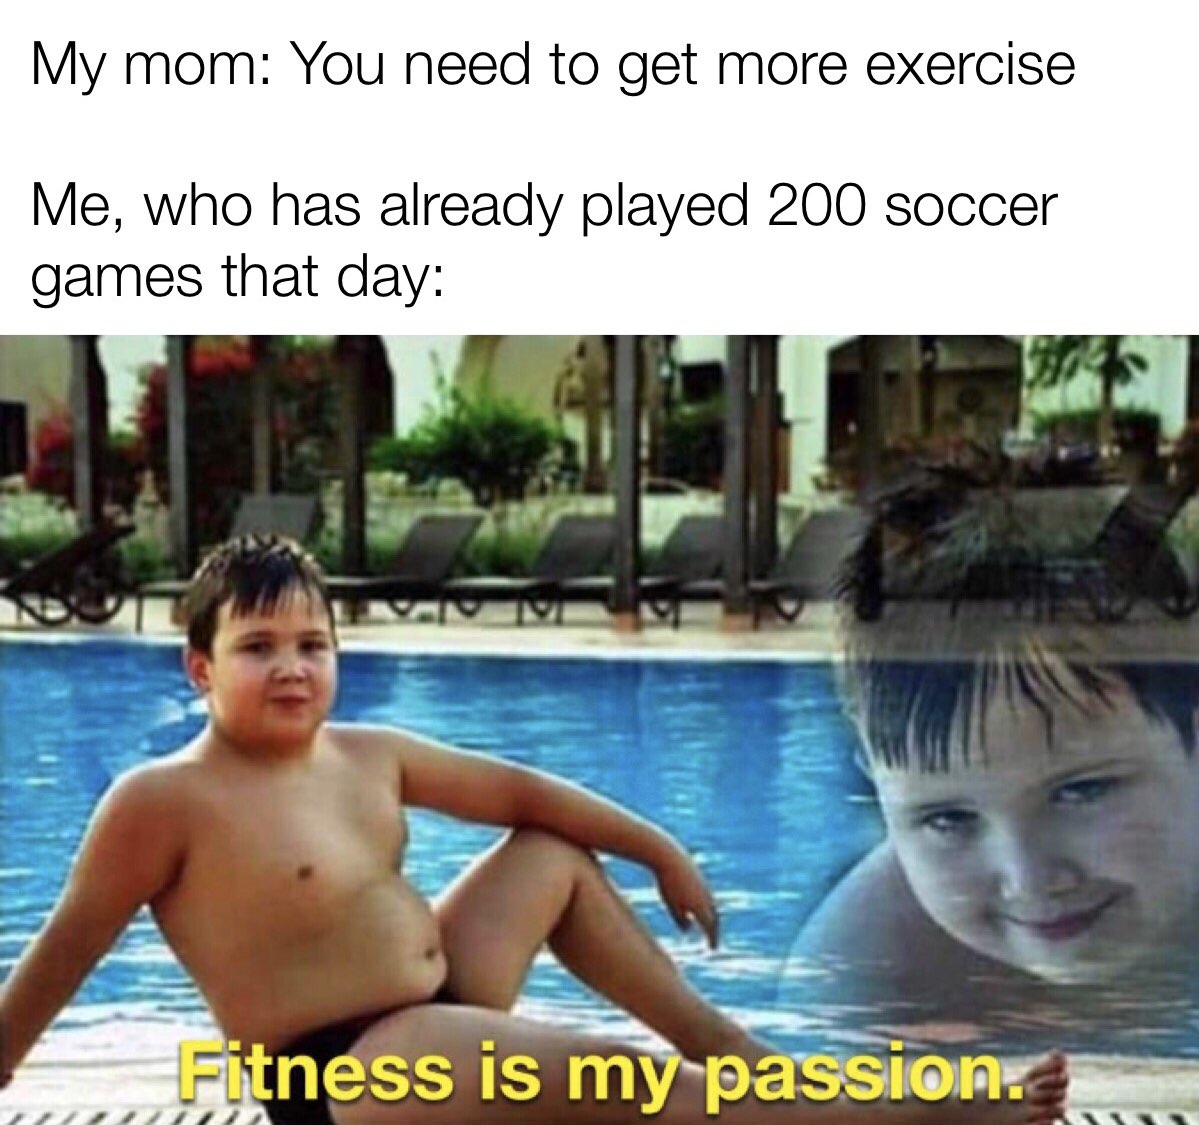 My mom: You need to get more exercise
Me, who has already played 200 soccer
games that day:
Fitness is my passion.